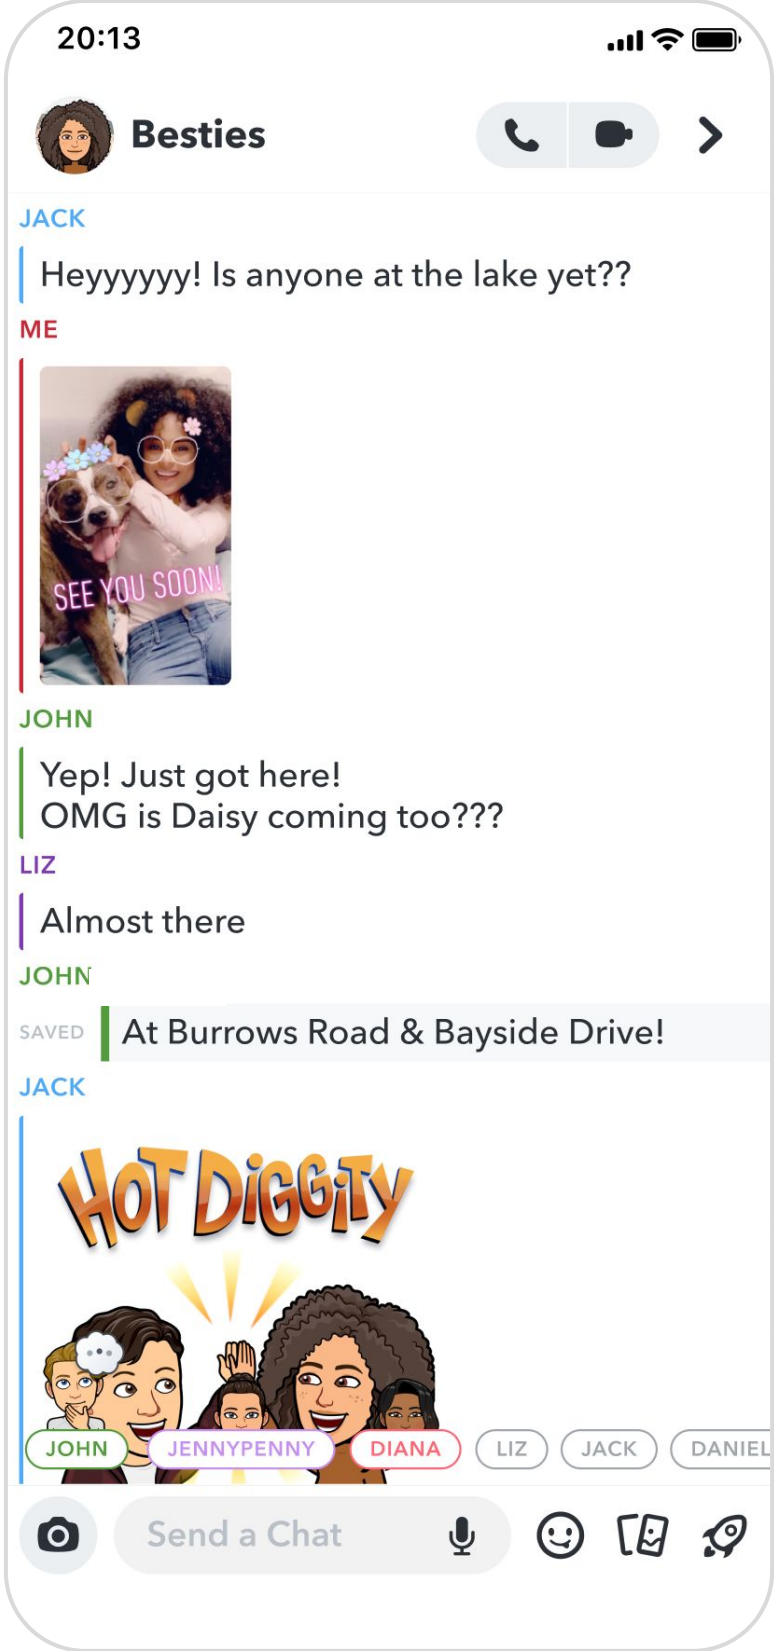 20:13
Besties
JACK
Heyyyyyy! Is anyone at the lake yet??
ME
SEE YOU SOON!
JOHN
Yep! Just got here!
OMG is Daisy coming too???
LIZ
Almost there
JOHN
SAVED At Burrows Road & Bayside Drive!
JACK
HOT DiGGiTY
JOHN JENNYPENNY DIANA LIZ JACK DANIEL
Send a Chat